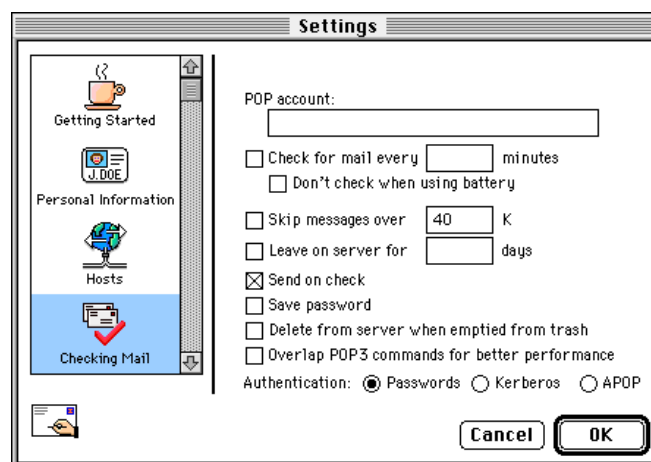 Settings
Getting Started
J.DOE
Personal Information
Hosts
Checking Mail
POP account:
Check for mail every minutes
Don't check when using battery
Skip messages over 40 K
Leave on server for days
Send on check
Save password
Delete from server when emptied from trash
Overlap POP3 commands for better performance
Authentication: Passwords Kerberos APOP
Cancel OK